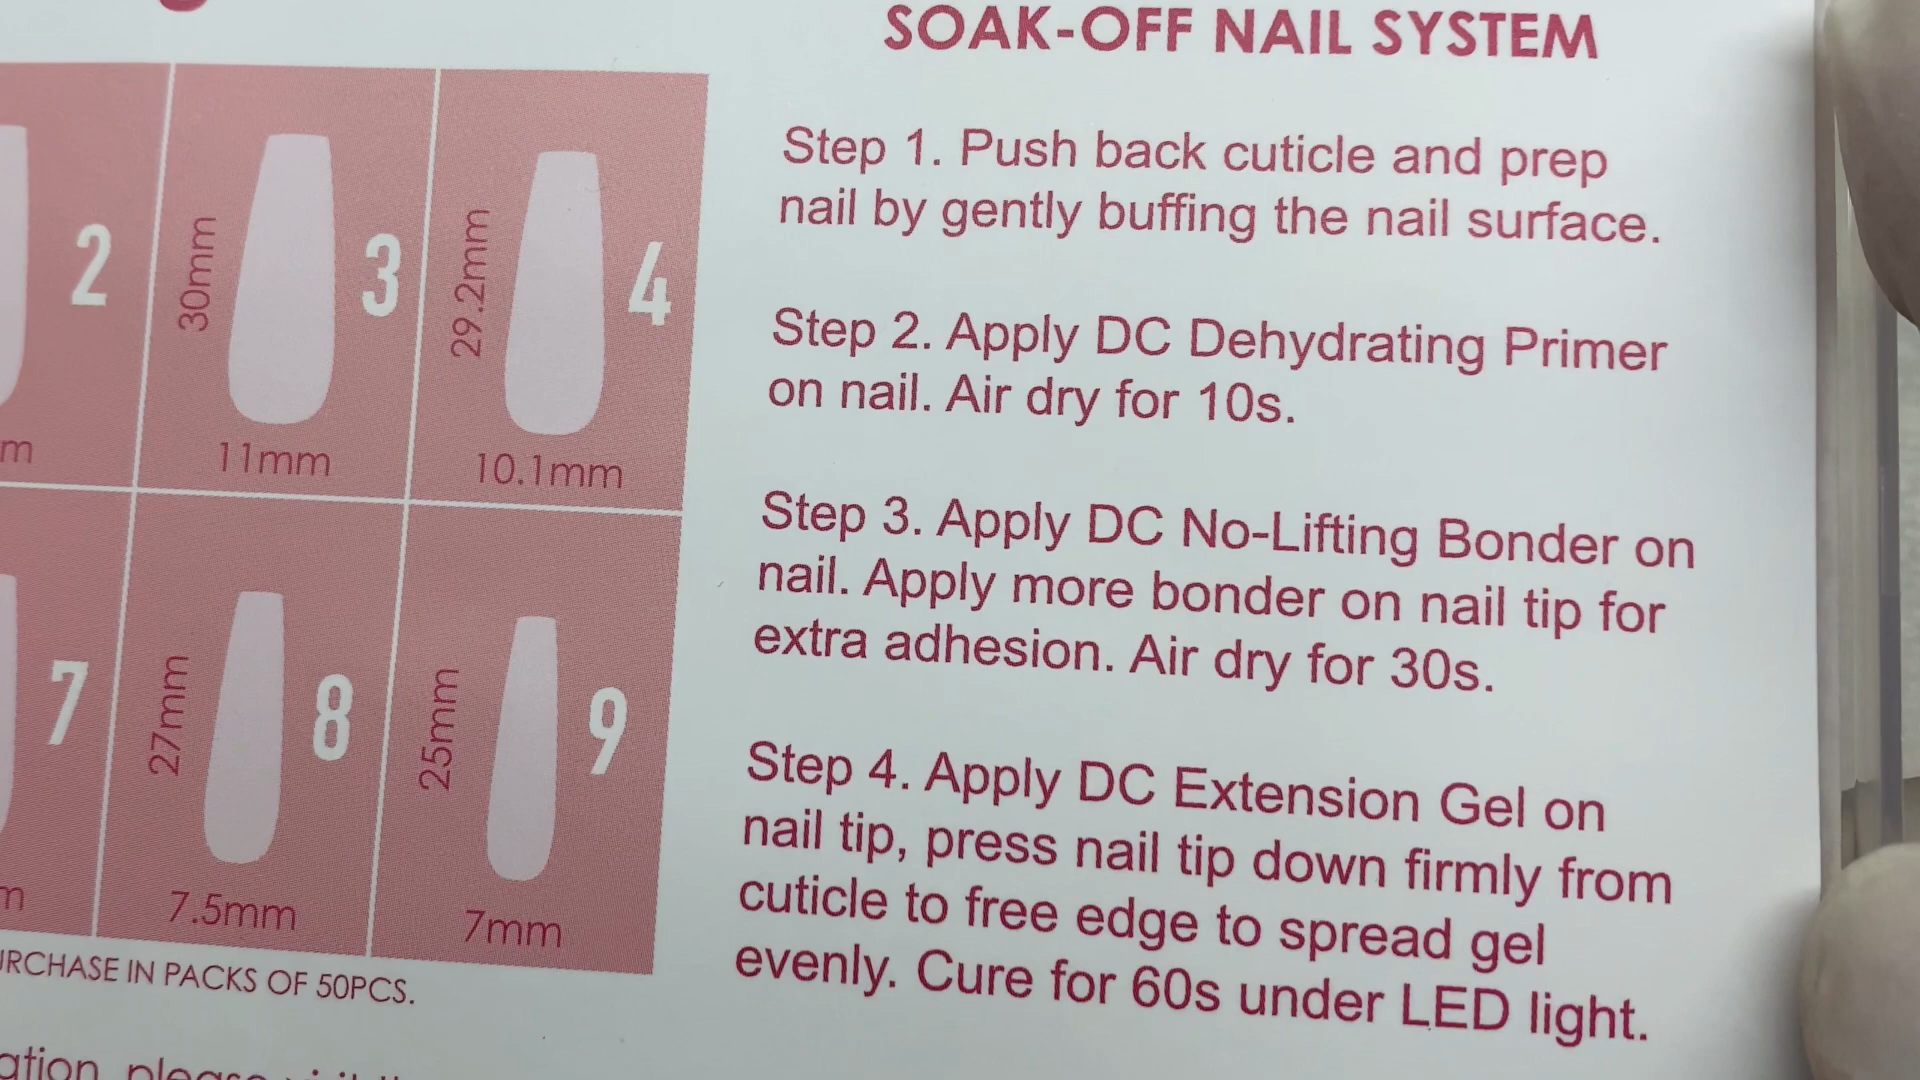 SOAK-OFF NAIL SYSTEM
Step 1. Push back cuticle and prep
nail by gently buffing the nail surface.
Step 2. Apply DC Dehydrating Primer
on nail. Air dry for 10s.
Step 3. Apply DC No-Lifting Bonder on
nail. Apply more bonder on nail tip for
extra adhesion. Air dry for 30s.
Step 4. Apply DC Extension Gel on
nail tip, press nail tip down firmly from
cuticle to free edge to spread gel
evenly. Cure for 60s under LED light.
2
30mm
3
11mm
29.2mm
4
10.1mm
7
27mm
8
7.5mm
25mm
9
7mm
IN PACKS OF 50PCS.